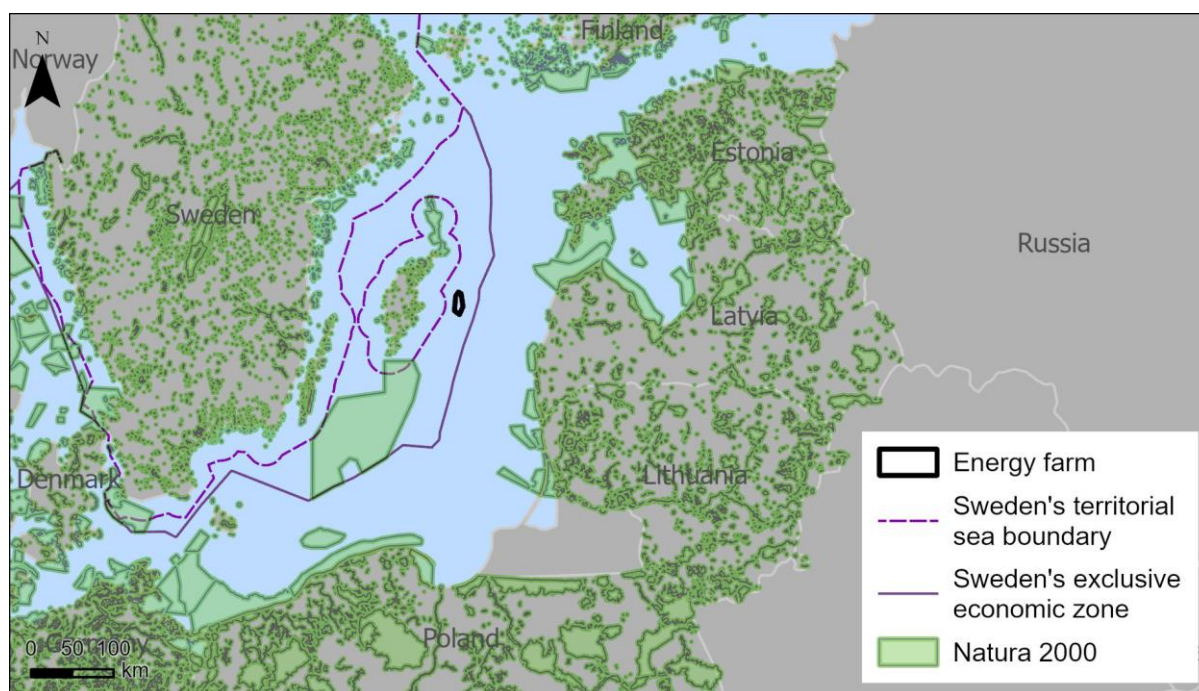 Finland
N
Norway
Estonia
Sweden
Russia
Latvia
Denmark
Lithuania
Germany
Poland
0 50 100
km
Energy farm
Sweden's territorial
sea boundary
Sweden's exclusive
economic zone
Natura 2000